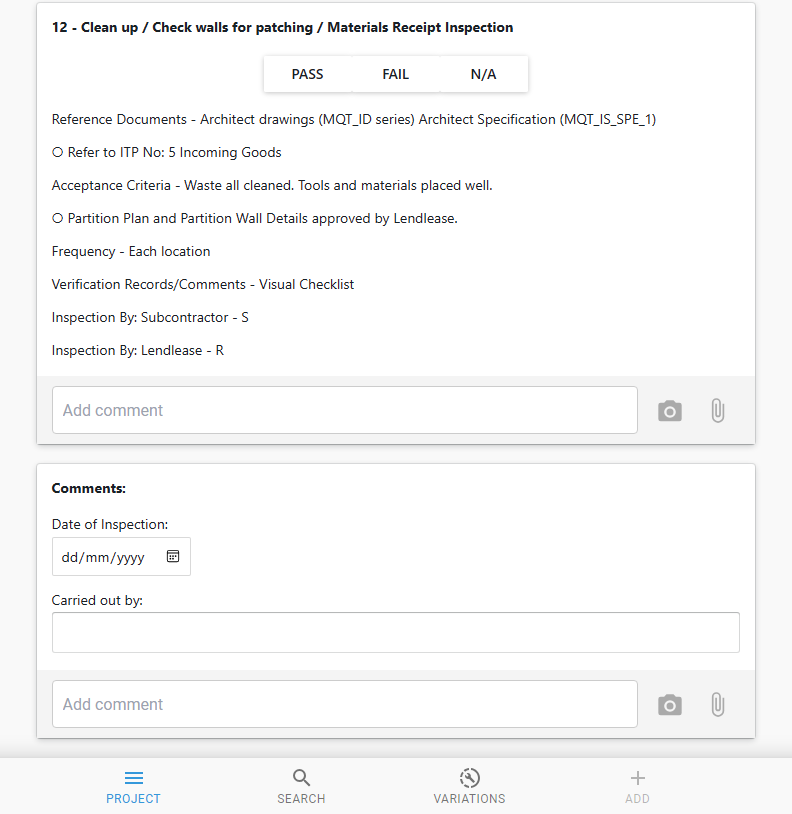 12 - Clean up / Check walls for patching / Materials Receipt Inspection
PASS FAIL N/A
Reference Documents - Architect drawings (MQT_ID series) Architect Specification (MQT_IS_SPE_1)
O Refer to ITP No: 5 Incoming Goods
Acceptance Criteria - Waste all cleaned. Tools and materials placed well.
O Partition Plan and Partition Wall Details approved by Lendlease.
Frequency - Each location
Verification Records/Comments - Visual Checklist
Inspection By: Subcontractor - S
Inspection By: Lendlease - R
Add comment
Comments:
Date of Inspection:
dd/mm/yyyy
Carried out by:
Add comment
PROJECT SEARCH VARIATIONS ADD